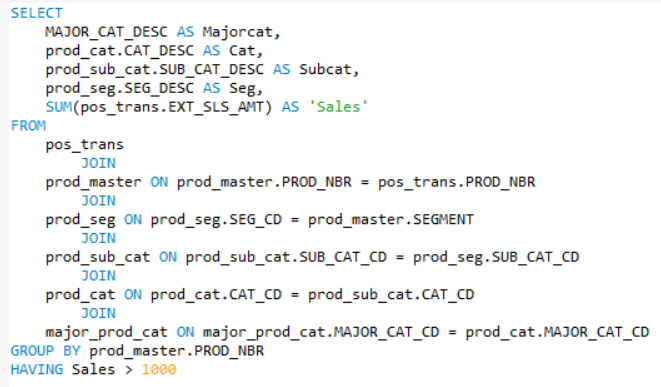 SELECT
MAJOR_CAT_DESC AS Majorcat,
prod_cat.CAT_DESC AS Cat,
prod_sub_cat.SUB_CAT_DESC AS Subcat,
prod_seg.SEG_DESC AS Seg,
SUM(pos_trans.EXT_SLS_AMT) AS 'Sales'
FROM
pos_trans
JOIN
prod_master ON prod_master.PROD_NBR = pos_trans.PROD_NBR
JOIN
prod_seg ON prod_seg.SEG_CD = prod_master.SEGMENT
JOIN
prod_sub_cat ON prod_sub_cat.SUB_CAT_CD = prod_seg.SUB_CAT_CD
JOIN
prod_cat ON prod_cat.CAT_CD = prod_sub_cat.CAT_CD
JOIN
major_prod_cat ON major_prod_cat.MAJOR_CAT_CD = prod_cat.MAJOR_CAT_CD
GROUP BY prod_master.PROD_NBR
HAVING Sales > 1000